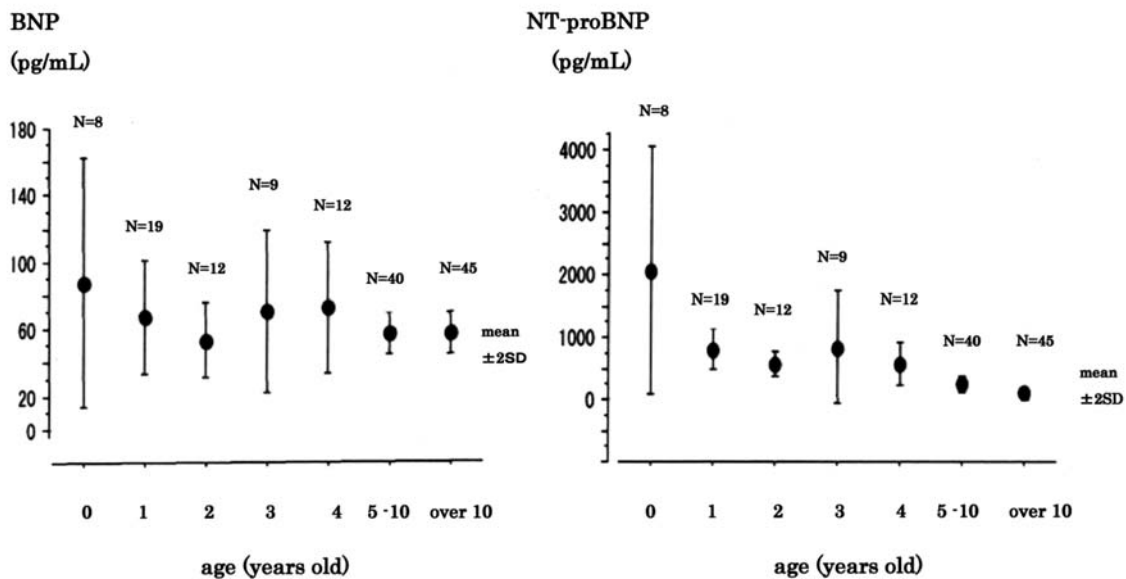 BNP
(pg/mL)
N=8
180
140
100
60
20
0
N=19
N=12
N=9
N=12
N=40
N=45
mean
±2SD
0 1 2 3 4 5 -10 over 10
age (years old)
NT-proBNP
(pg/mL)
N=8
4000
3000
2000
1000
0
N=19
N=12
N=9
N=12
N=40
N=45
mean
±2SD
0 1 2 3 4 5-10 over 10
age (years old)